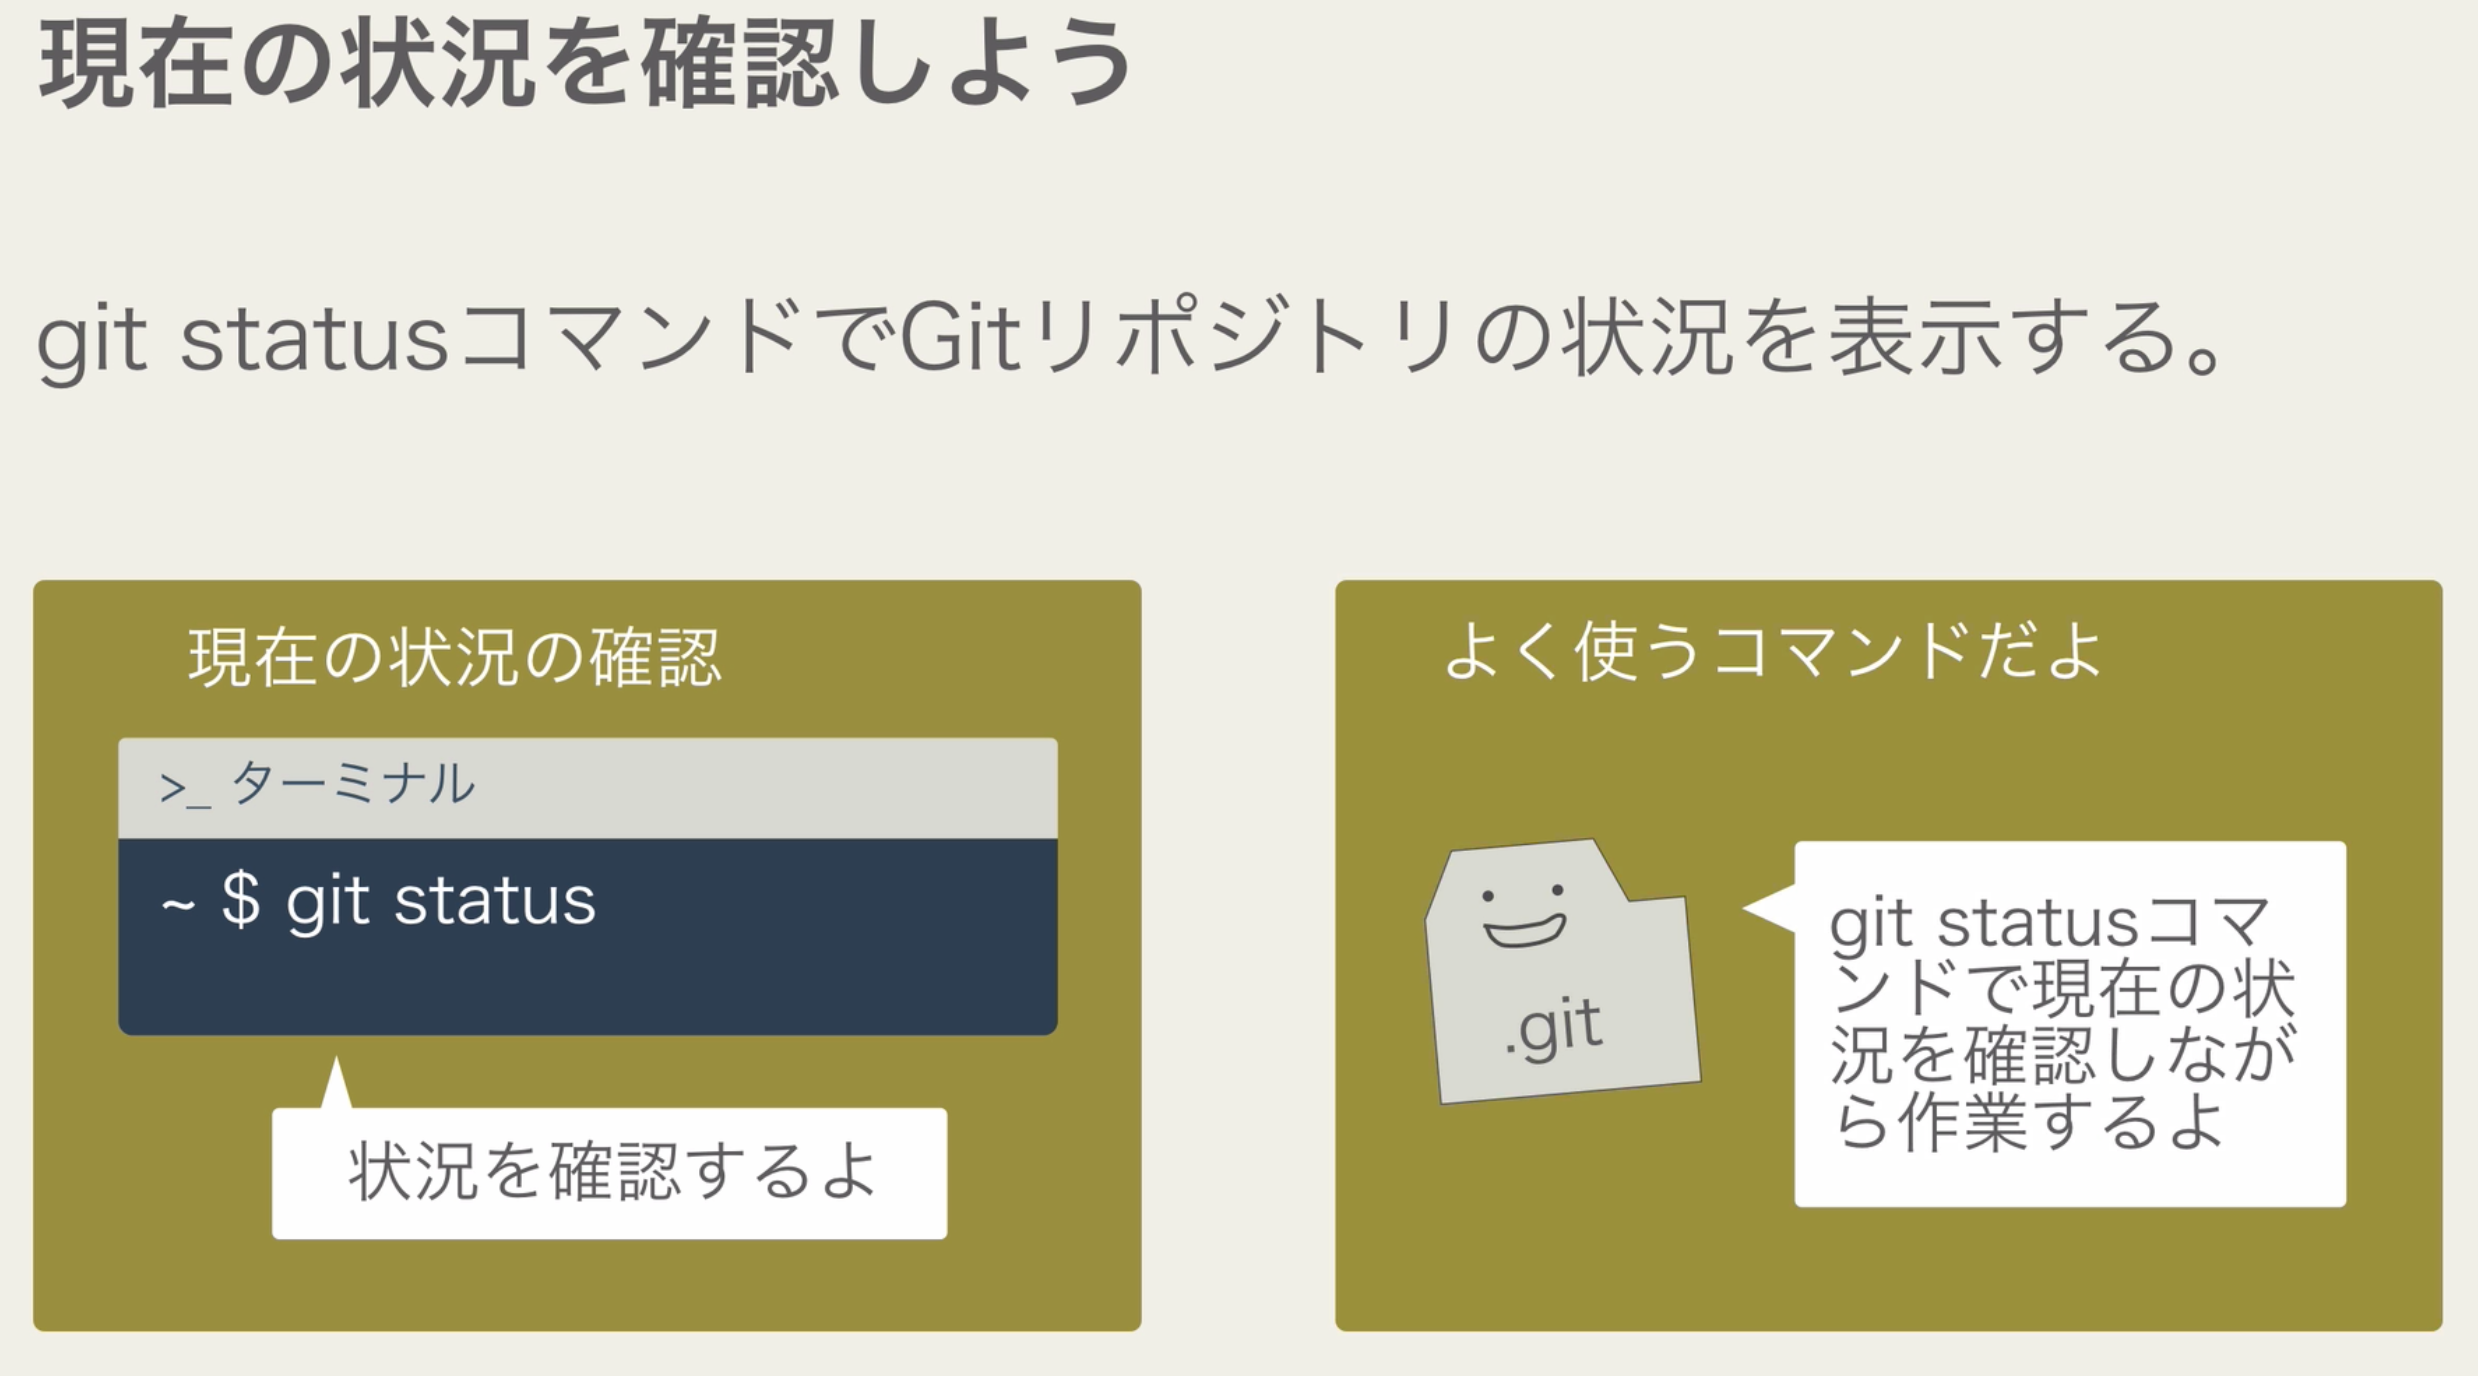 現在の状況を確認しよう
git statusコマンドでGitリポジトリの状況を表示する。
現在の状況の確認
>_ ターミナル
~ $ git status
状況を確認するよ
よく使うコマンドだよ
.git
git statusコマ
ンドで現在の状
況を確認しなが
ら作業するよ